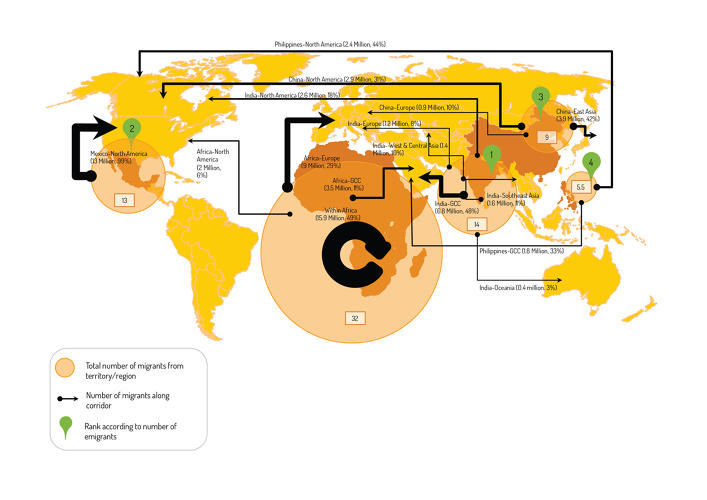 Philippines-North America (2.4 Million, 44%)
China-North America (2.9 Million, 31%)
India-North America (2.6 Million, 18%)
China-Europe (0.9 Million, 10%)
3
China-East Asia
(3.9 Million, 42%)
India-Europe (1.2 Million, 8%)
2
9
Mexico-North America
(13 Million, 99%)
Africa-North
America
(2 Million,
6%)
India-West & Central Asia (1.4
Million, 10%)
Africa-Europe
(9 Million, 29%)
1
4
Africa-GCC
(3.5 Million, 11%)
5.5
India-Southeast Asia
(1.6 Million, 11%)
13
Within Africa
(15.9 Million, 49%)
India-GCC
(6.8 Million, 48%)
14
Philippines-GCC (1.8 Million, 33%)
India-Oceania (0.4 million, 3%)
32
Total number of migrants from
territory/region
Number of migrants along
corridor
Rank according to number of
emigrants